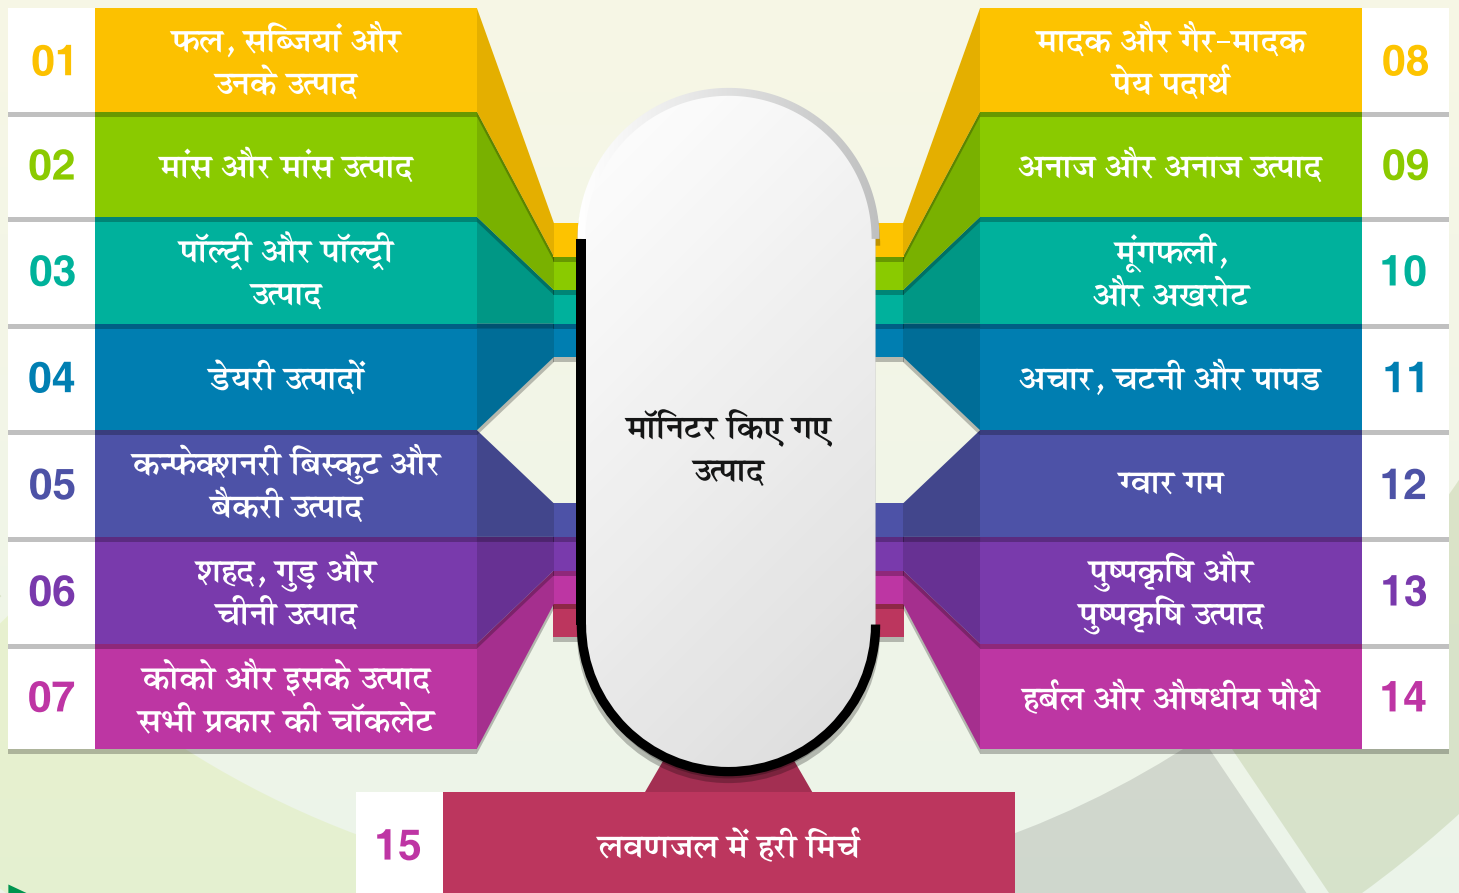 01
फल, सब्जियां और
उनके उत्पाद
02
मांस और मांस उत्पाद
03
पॉल्ट्री और पॉल्ट्री
उत्पाद
04
डेयरी उत्पादों
05
कन्फेक्शनरी बिस्कुट और
बैकरी उत्पाद
06
शहद, गुड़ और
चीनी उत्पाद
07
कोको और इसके उत्पाद
सभी प्रकार की चॉकलेट
मॉनिटर किए गए
उत्पाद
मादक और गैर-मादक
पेय पदार्थ
08
अनाज और अनाज उत्पाद
09
मूंगफली,
और अखरोट
10
अचार, चटनी और पापड
11
ग्वार गम
12
पुष्पकृषि और
पुष्पकृषि उत्पाद
13
हर्बल और औषधीय पौधे
14
15
लवणजल में हरी मिर्च